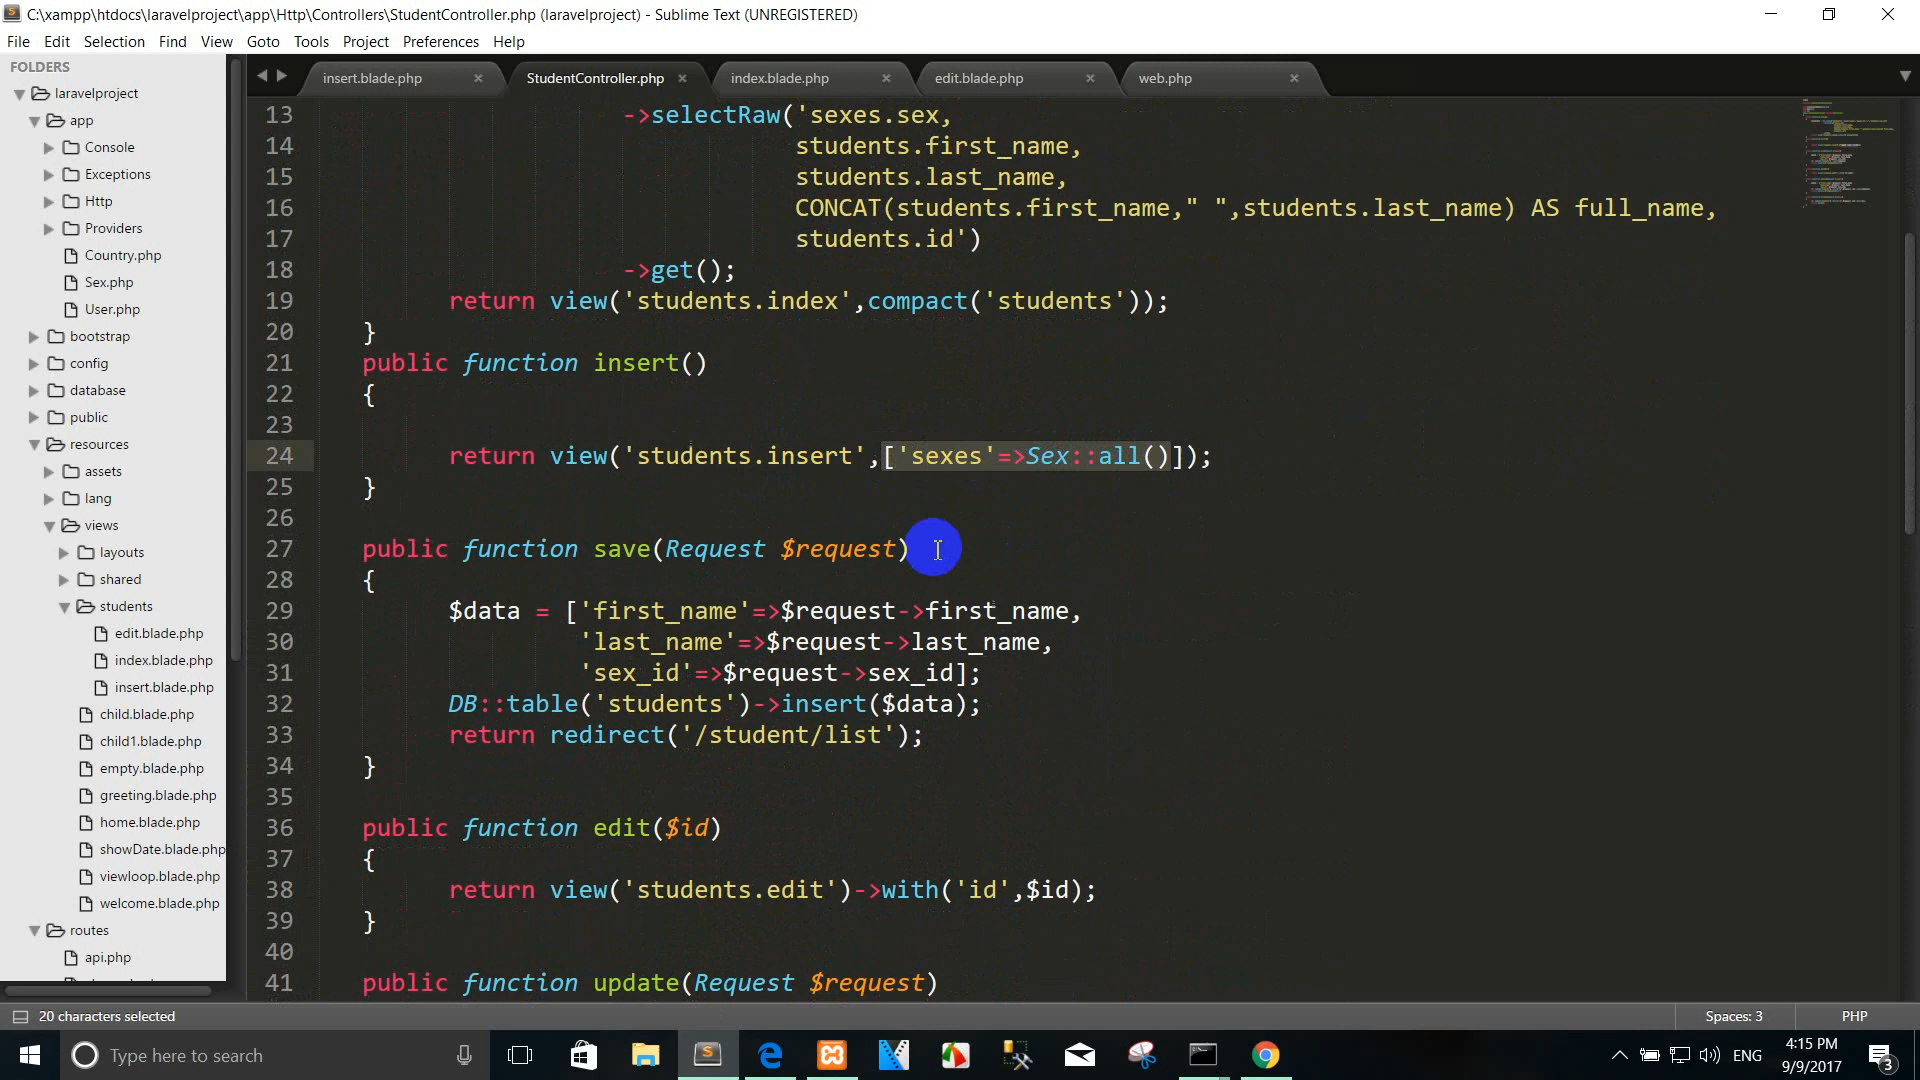 C:\xampp\htdocs\laravelproject\app\Http\Controllers\StudentController.php (laravelproject) - Sublime Text (UNREGISTERED)
File Edit Selection Find View Goto Tools Project Preferences Help
FOLDERS
laravelproject
app
Console
Exceptions
Http
Providers
Country.php
Sex.php
User.php
bootstrap
config
database
public
resources
assets
lang
views
layouts
shared
students
edit.blade.php
index.blade.php
insert.blade.php
child.blade.php
child1.blade.php
empty.blade.php
greeting.blade.php
home.blade.php
showDate.blade.php
viewloop.blade.php
welcome.blade.php
routes
api.php
insert.blade.php StudentController.php index.blade.php edit.blade.php web.php
13 ->selectRaw('sexes.sex,
14 students.first_name,
15 students.last_name,
16 CONCAT(students.first_name," ",students.last_name) AS full_name,
17 students.id')
18 ->get();
19 return view('students.index',compact('students'));
20 }
21 public function insert()
22 {
23
24 return view('students.insert',['sexes'=>Sex::all()]);
25 }
26
27 public function save(Request $request)
28 {
29 $data = ['first_name'=>$request->first_name,
30 'last_name'=>$request->last_name,
31 'sex_id'=>$request->sex_id];
32 DB::table('students')->insert($data);
33 return redirect('/student/list');
34 }
35
36 public function edit($id)
37 {
38 return view('students.edit')->with('id',$id);
39 }
40
41 public function update(Request $request)
20 characters selected
Spaces: 3
PHP
Type here to search
ENG
4:15 PM
9/9/2017
3